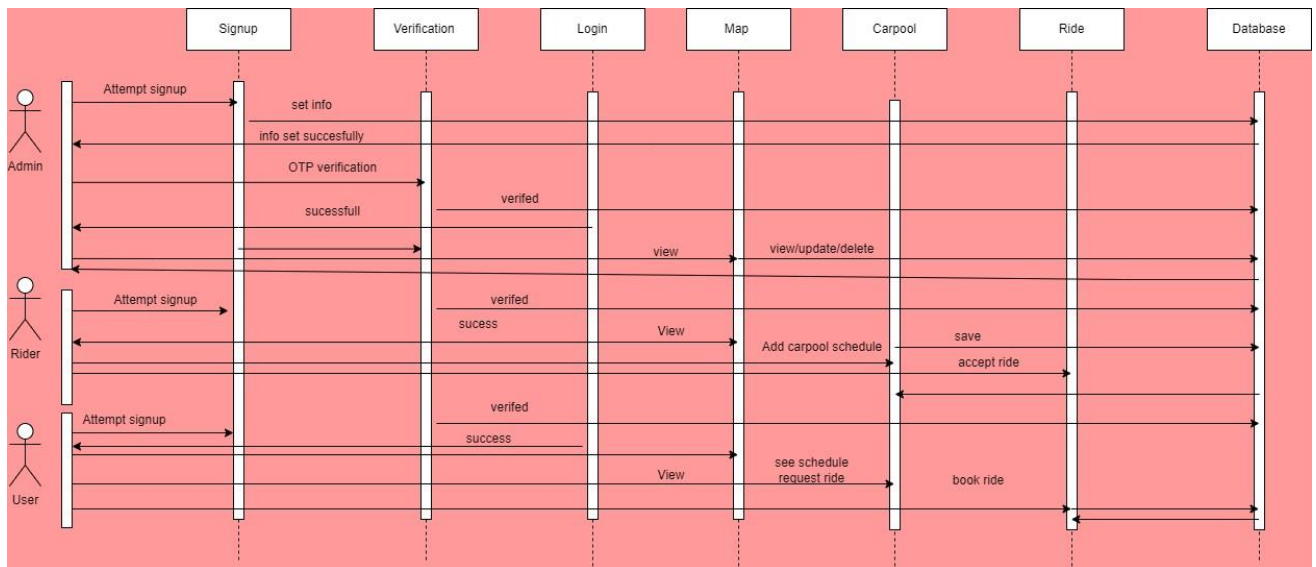 Signup
Verification
Login
Map
Carpool
Ride
Database
Attempt signup
set info
info set succesfully
Admin
OTP verification
verifed
sucessfull
view
view/update/delete
Attempt signup
verifed
sucess
View
save
Add carpool schedule
Rider
accept ride
verifed
Attempt signup
success
see schedule
View
request ride
book ride
User